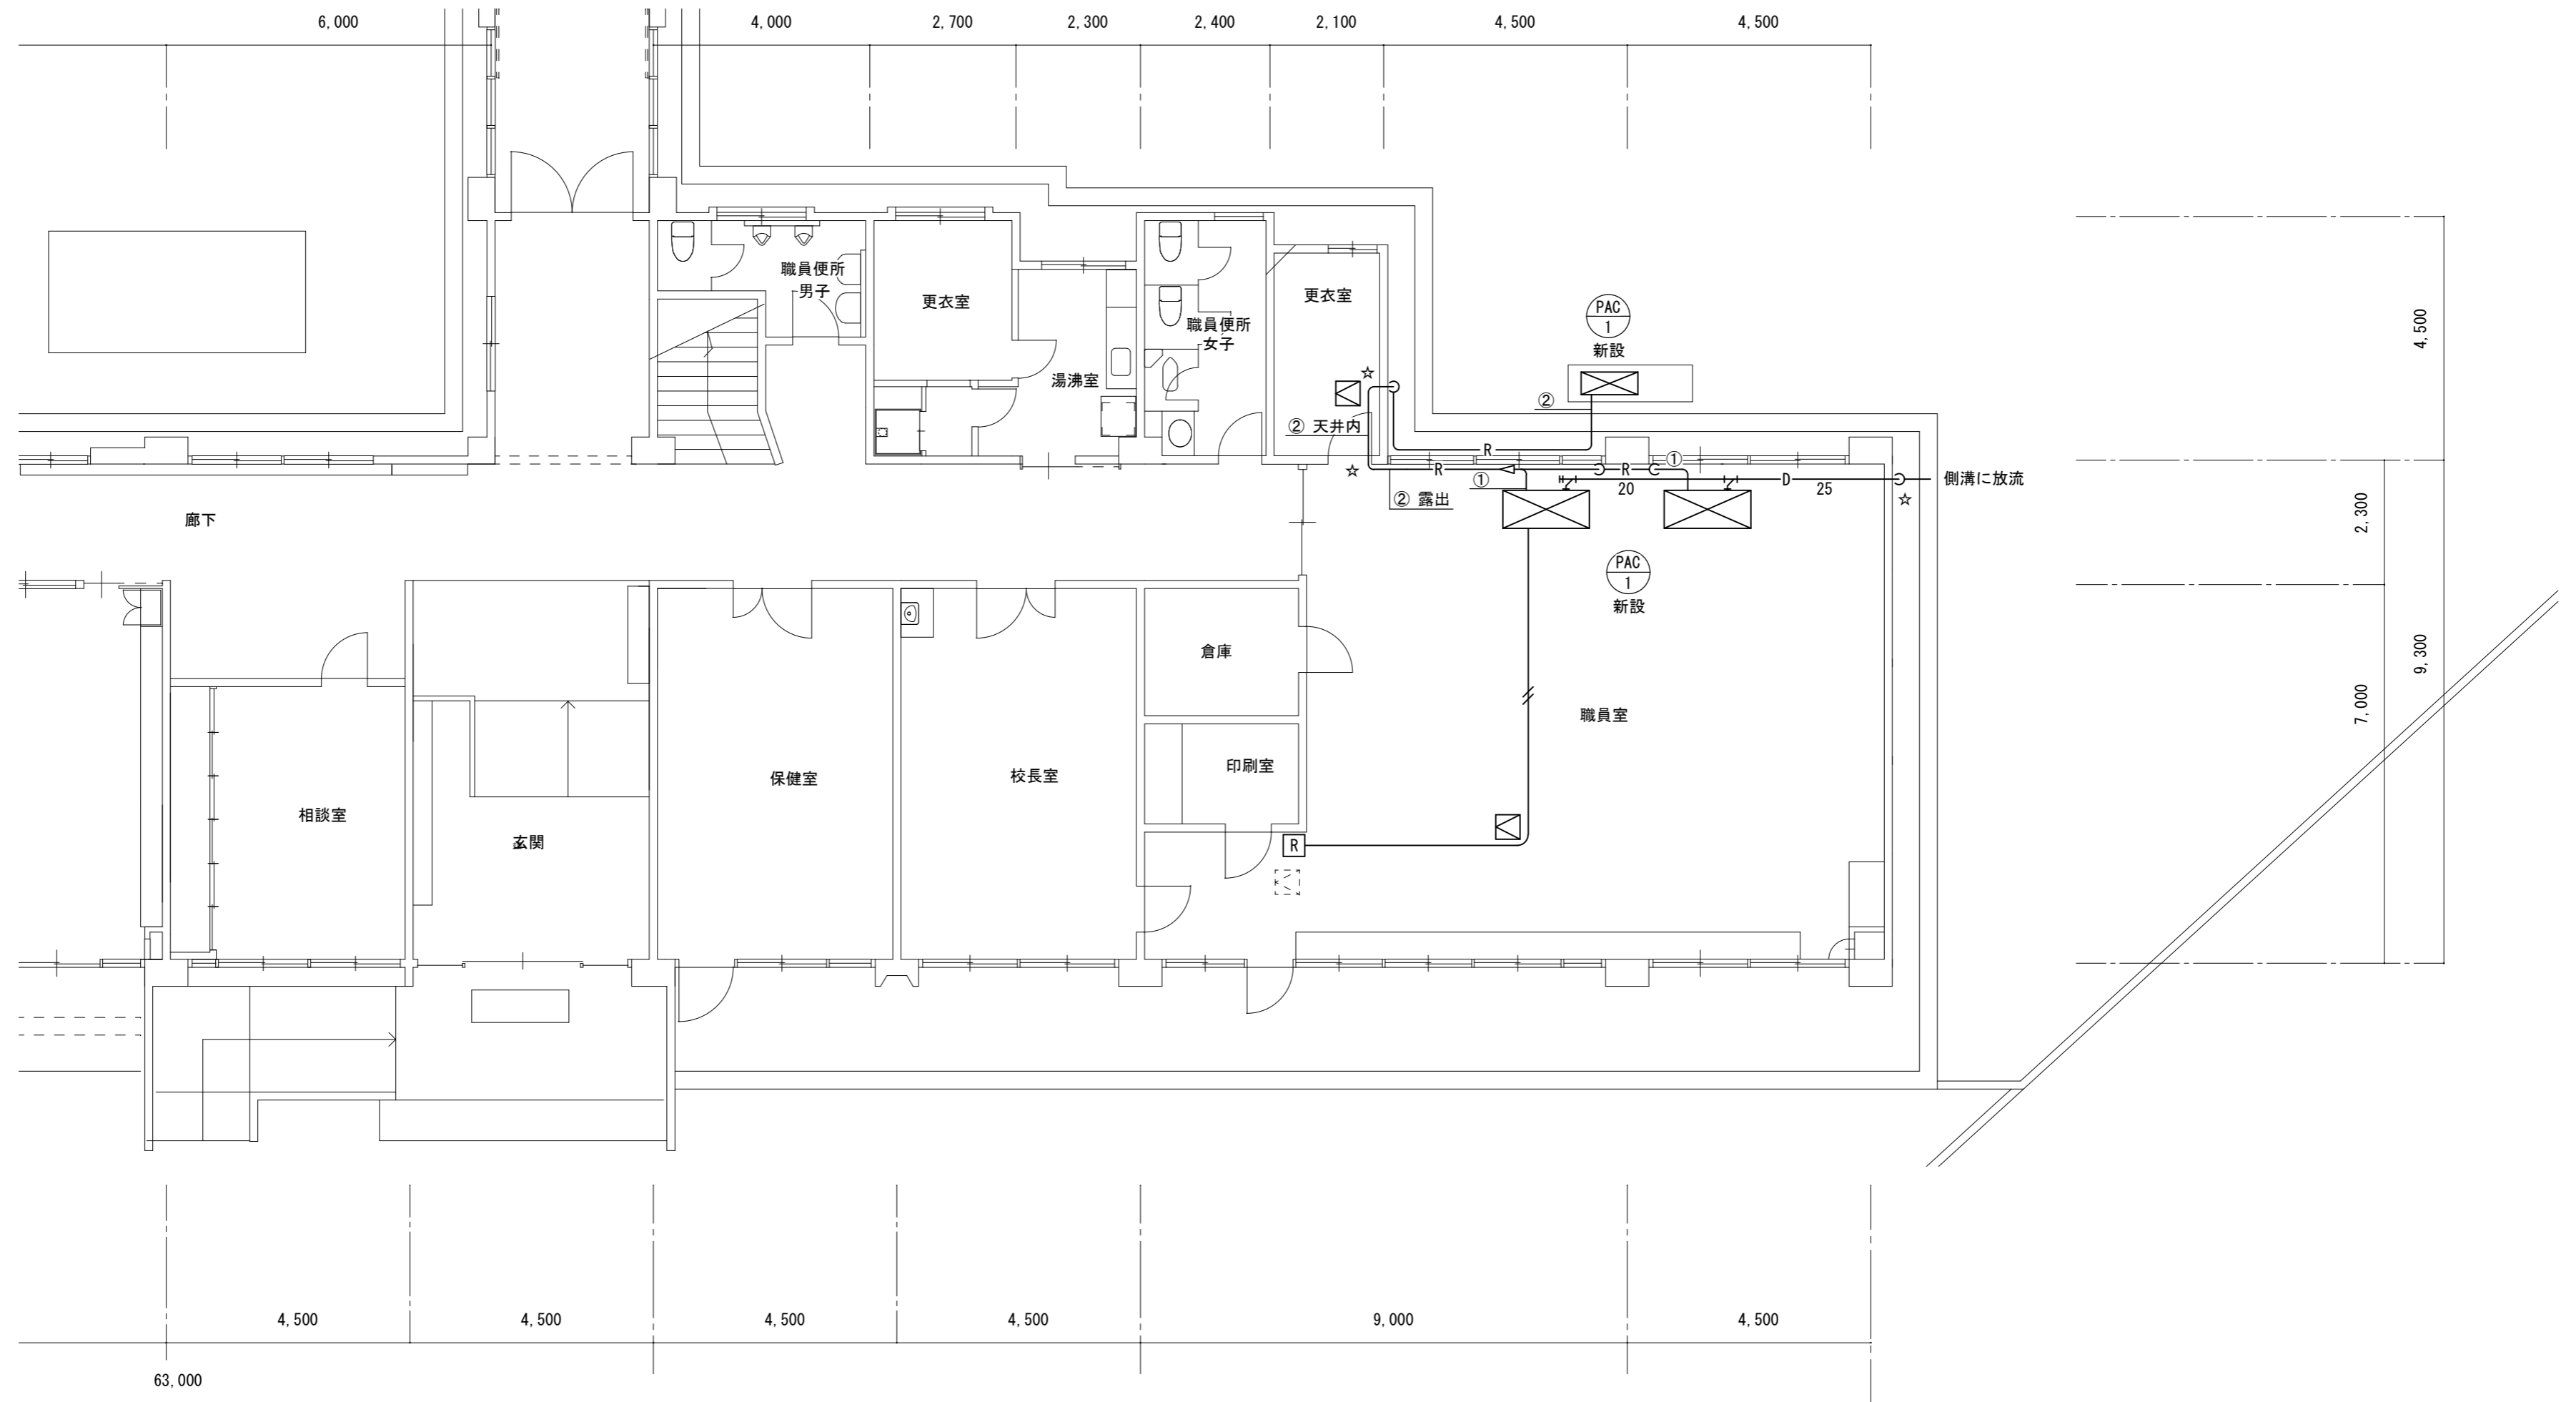 6,000
4,000
2,700
2,300
2,400
2,100
4,500
4,500
職員便所
男子
更衣室
湯沸室
職員便所
女子
更衣室
PAC
1
新設
②
② 天井内
☆
R
☆
R
①
R
①
② 露出
20
D
25
側溝に放流
☆
PAC
1
新設
廊下
倉庫
職員室
印刷室
保健室
校長室
相談室
玄関
R
4,500
2,300
9,300
7,000
4,500
4,500
4,500
4,500
9,000
4,500
63,000